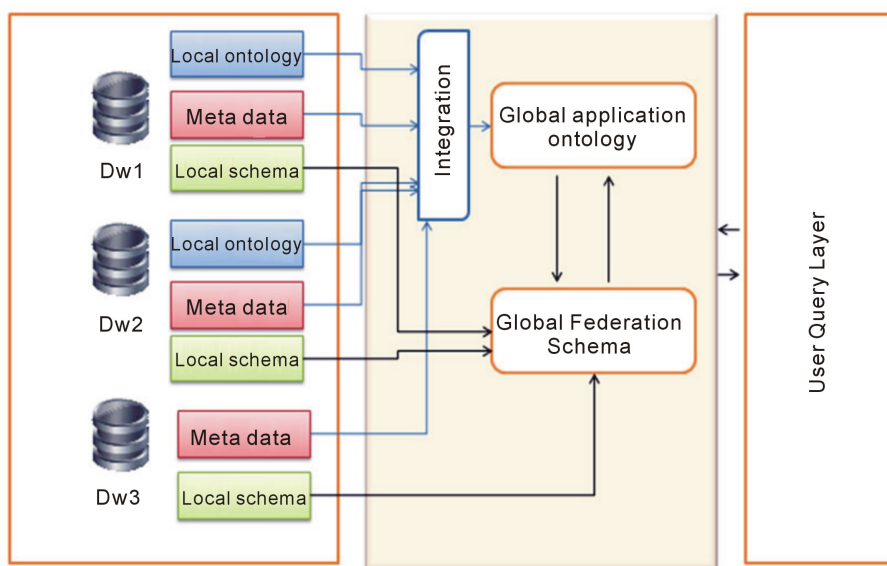 Local ontology
Meta data
Dw1
Local schema
Local ontology
Meta data
Dw2
Local schema
Meta data
Dw3
Local schema
Integration
Global application
ontology
Global Federation
Schema
User Query Layer